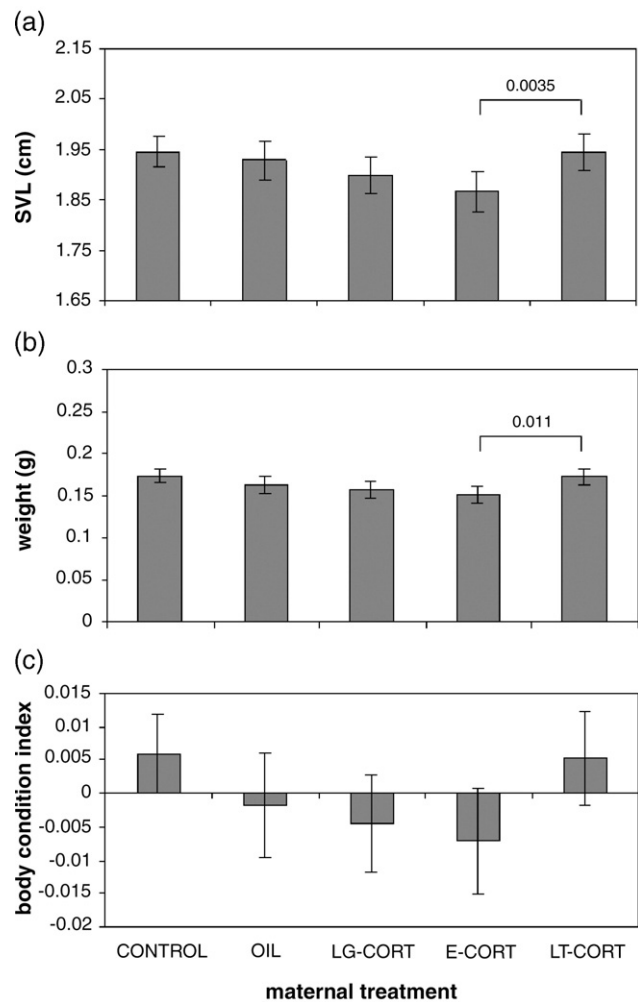 (a)
2.15
2.05
0.0035
1.95
1.85
1.75
1.65
SVL (cm)
(b)
0.3
0.25
0.2
0.011
0.15
0.1
0.05
0
weight (g)
(c)
0.015
0.01
0.005
0
-0.005
-0.01
-0.015
-0.02
body condition index
CONTROL OIL LG-CORT E-CORT LT-CORT
maternal treatment